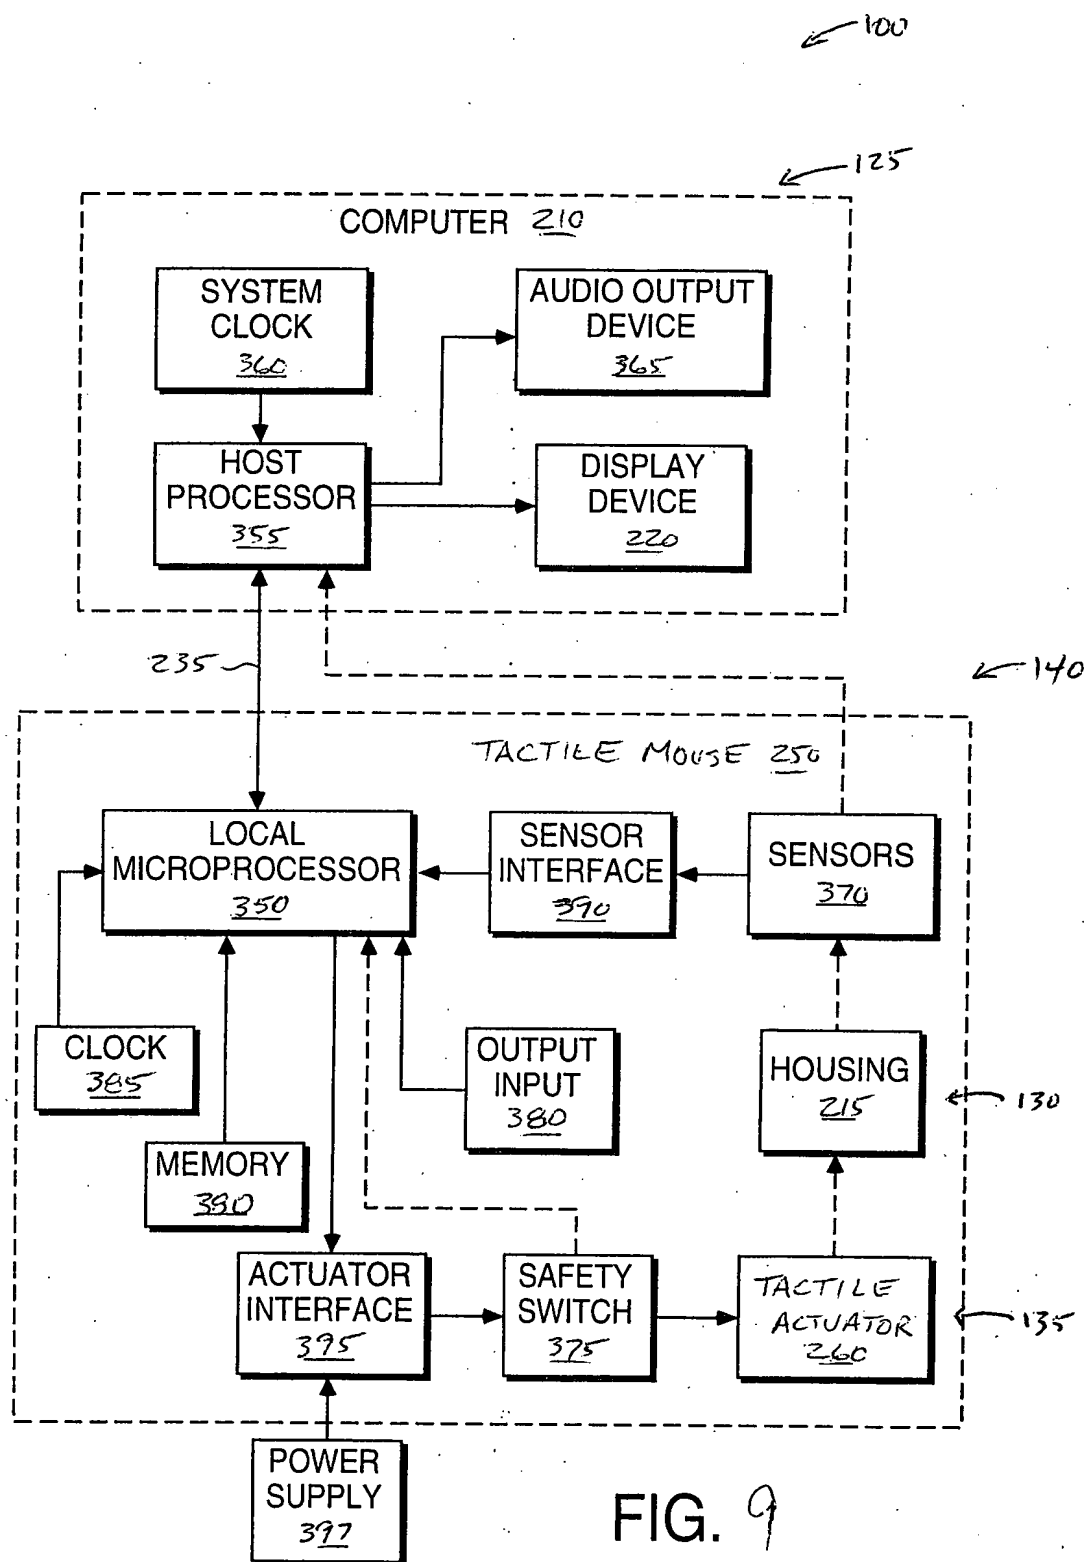 100
125
COMPUTER 210
SYSTEM
CLOCK
360
AUDIO OUTPUT
DEVICE
365
HOST
PROCESSOR
355
DISPLAY
DEVICE
220
235
140
TACTILE MOUSE 250
LOCAL
MICROPROCESSOR
350
SENSOR
INTERFACE
390
SENSORS
370
CLOCK
385
OUTPUT
INPUT
380
HOUSING
215
130
MEMORY
380
ACTUATOR
INTERFACE
395
SAFETY
SWITCH
375
TACTILE
ACTUATOR
260
135
POWER
SUPPLY
397
FIG. 9